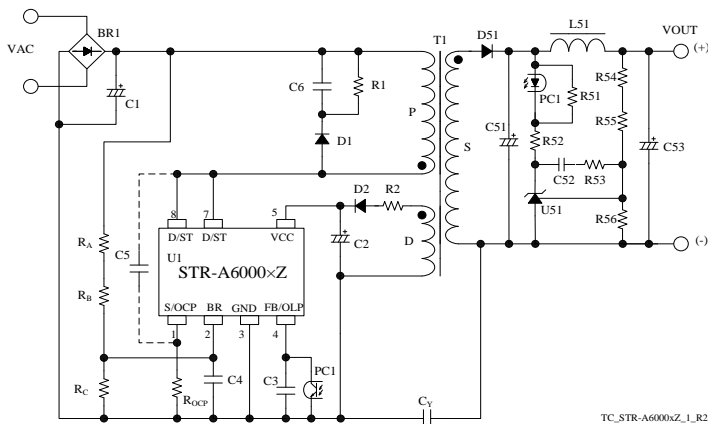 BR1
T1
D51
L51
VOUT
VAC
(+)
C1
C6
R1
P
PC1
R51
R54
R55
R52
C51
S
C53
D1
C52
R53
U51
R56
(-)
D2
R2
D
C2
8
7
5
D/ST
D/ST
VCC
C5
U1
STR-A6000×Z
RA
RB
S/OCP
BR
GND
FB/OLP
1
2
3
4
RC
ROCP
C4
C3
PC1
CY
TC_STR-A6000xZ_1_R2